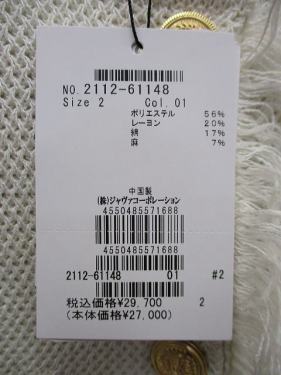 NO. 2112-61148
Size 2 Col. 01
ポリエステル 56%
レーヨン 20%
綿 17%
麻 7%
中国製
(株)ジャヴァコーポレーション
4550485571688
4550485571688
2112-61148 01 #2
税込価格¥29,700 2
(本体価格¥27,000)